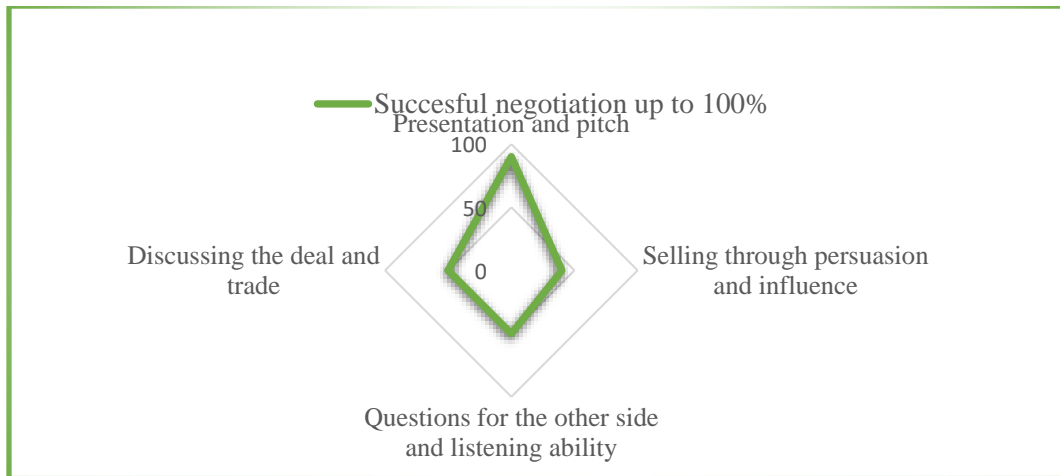 Succesful negotiation up to 100%
Presentation and pitch
100
50
0
Discussing the deal and
trade
Selling through persuasion
and influence
Questions for the other side
and listening ability